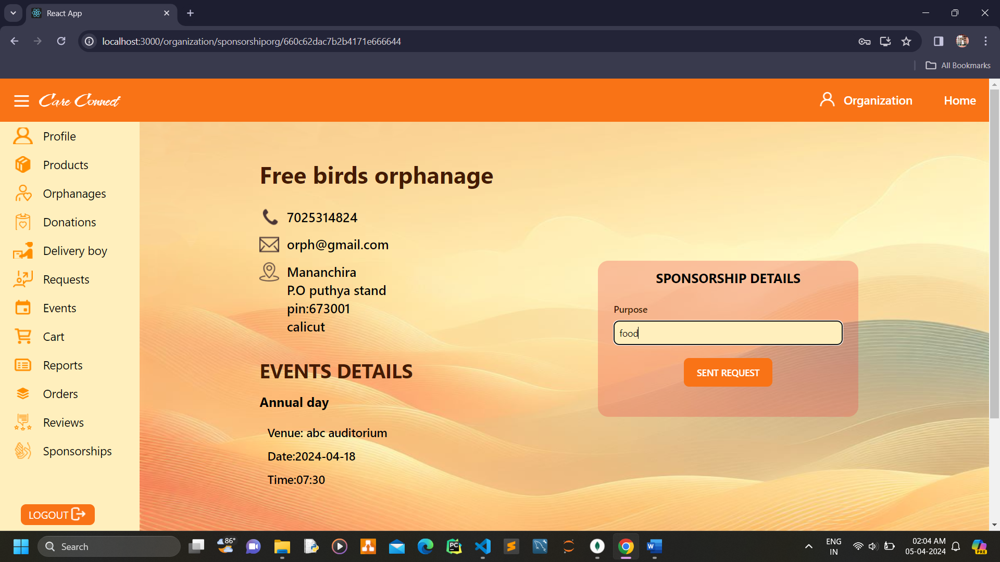 React App
localhost:3000/organization/sponsorshiporg/660c62dac7b2b4171e666644
All Bookmarks
Care Connect
Organization
Home
Profile
Products
Orphanages
Donations
Delivery boy
Requests
Events
Cart
Reports
Orders
Reviews
Sponsorships
LOGOUT
Free birds orphanage
7025314824
orph@gmail.com
Mananchira
P.O puthya stand
pin:673001
calicut
EVENTS DETAILS
Annual day
Venue: abc auditorium
Date:2024-04-18
Time:07:30
SPONSORSHIP DETAILS
Purpose
food
SENT REQUEST
Search
86°
PC
W
ENG
IN
02:04 AM
05-04-2024
PRE